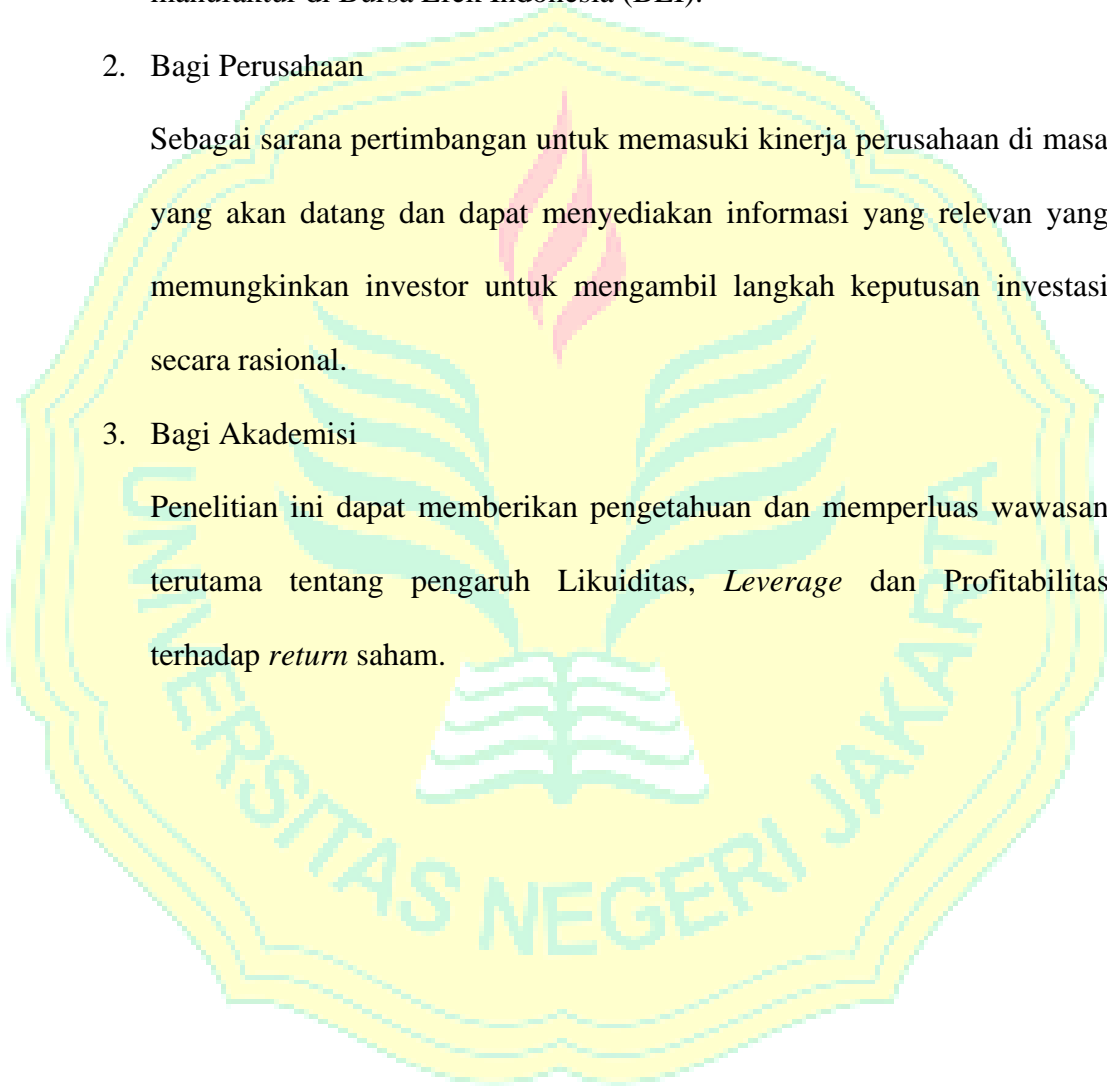 manufaktur di Bursa Efek Indonesia (BEI).
2. Bagi Perusahaan
Sebagai sarana pertimbangan untuk memasuki kinerja perusahaan di masa
yang akan datang dan dapat menyediakan informasi yang relevan yang
memungkinkan investor untuk mengambil langkah keputusan investasi
secara rasional.
3. Bagi Akademisi
Penelitian ini dapat memberikan pengetahuan dan memperluas wawasan
terutama tentang pengaruh Likuiditas, Leverage dan Profitabilitas
terhadap return saham.
UNIVERSITAS NEGERI JAKARTA